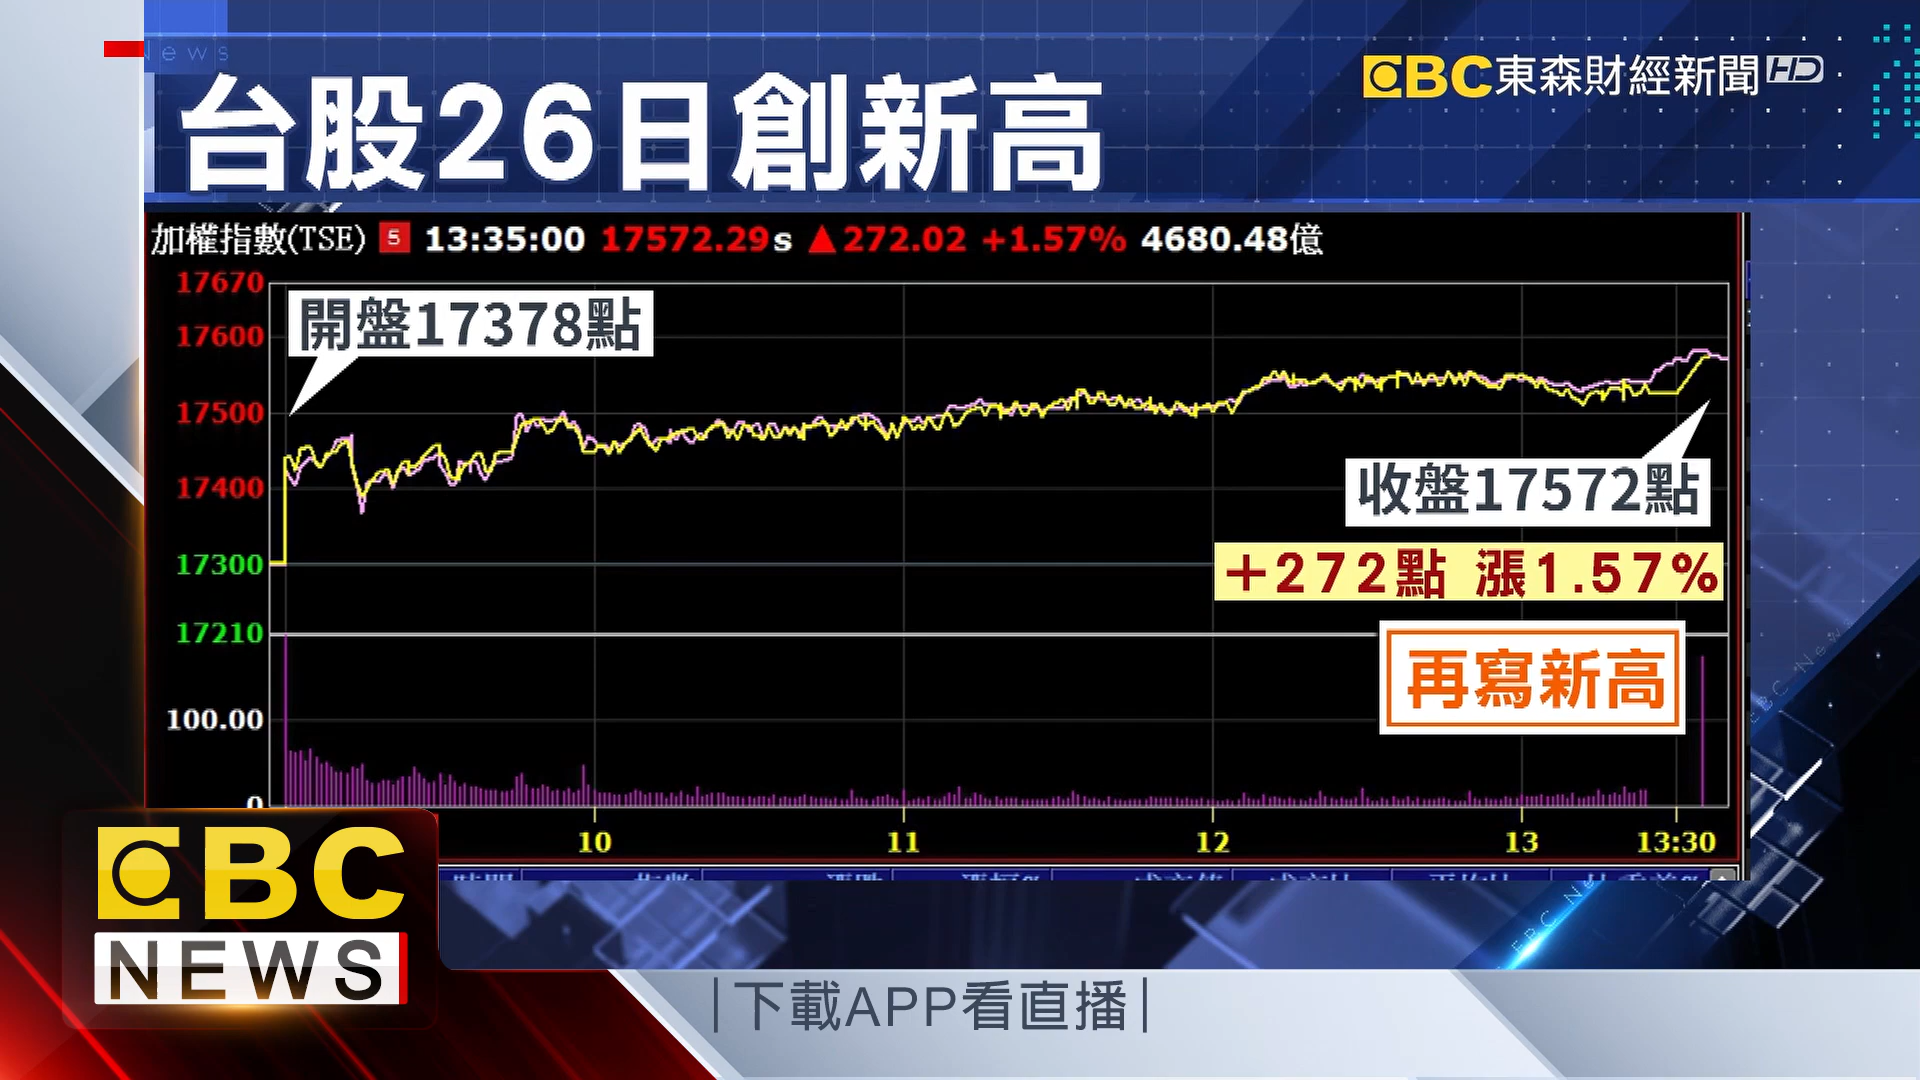 News
台股26日創新高
EBC東森財經新聞HD
加權指數(TSE) 5 13:35:00 17572.29s ▲272.02 +1.57% 4680.48億
17670
17600
17500
17400
17300
17210
100.00
0
開盤17378點
收盤17572點
+272點 漲1.57%
再寫新高
10 11 12 13 13:30
EBC News
EBC News
EBC
NEWS
|下載APP看直播|